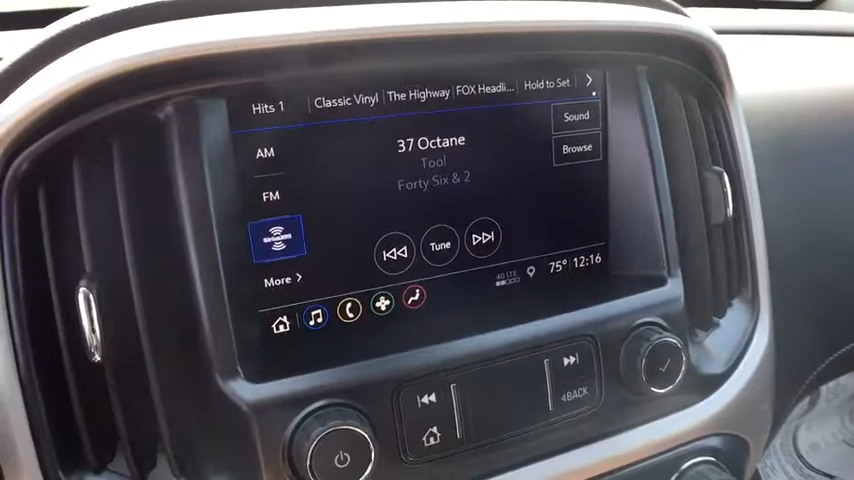 Hits 1 Classic Vinyl The Highway FOX Headli... Hold to Set
AM
FM
SiriusXM
More
37 Octane
Tool
Forty Six & 2
Sound
Browse
Tune
4G LTE
75° 12:16
BACK